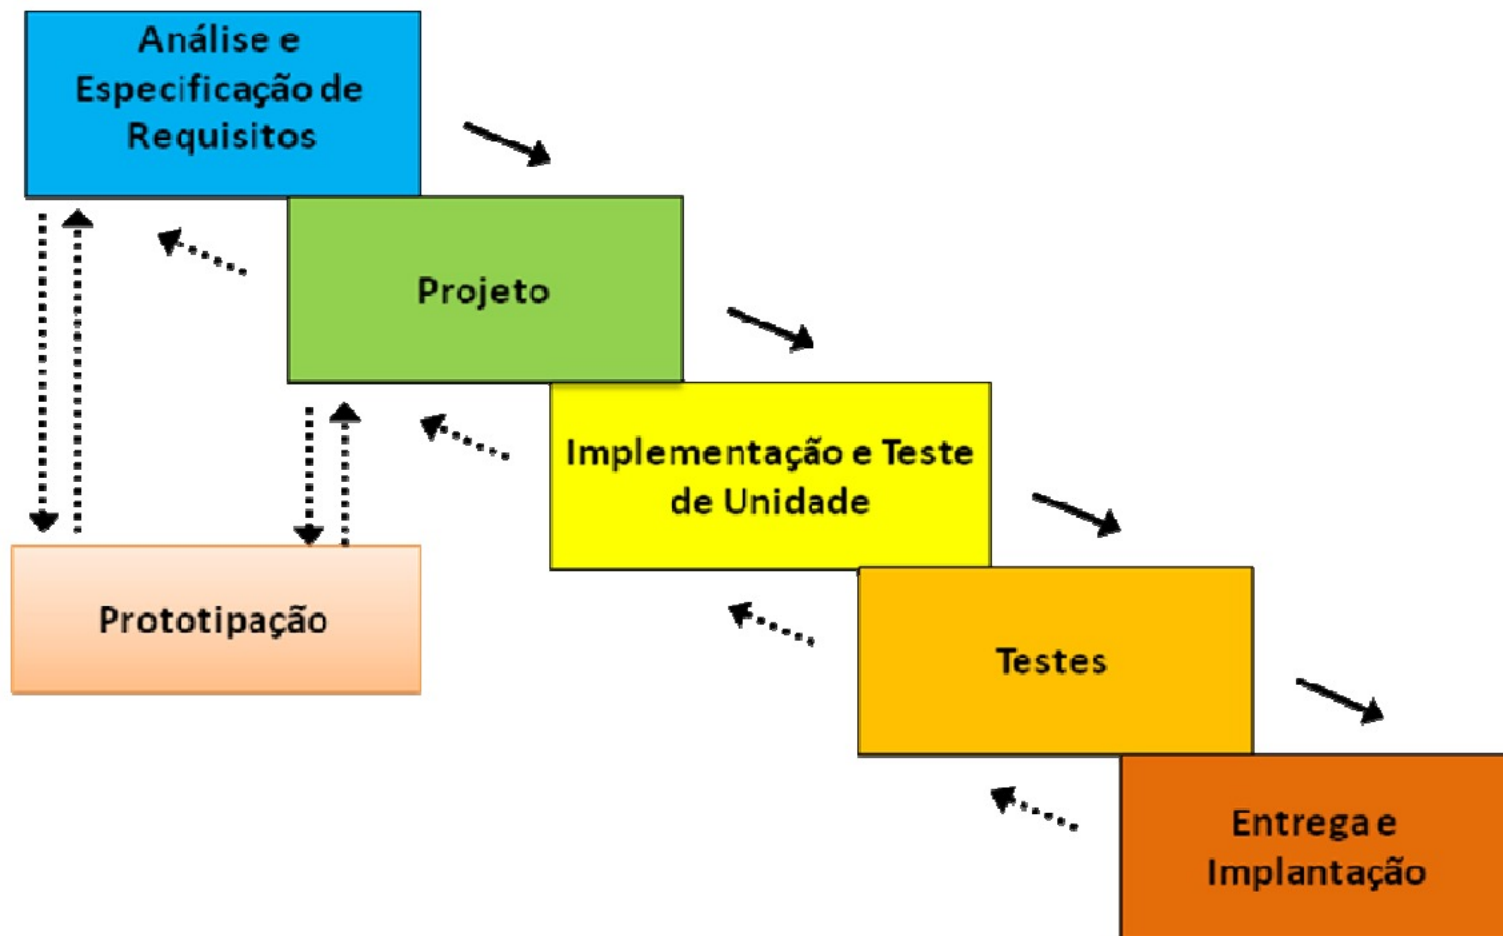 Análise e
Especificação de
Requisitos
Projeto
Implementação e Teste
de Unidade
Prototipação
Testes
Entrega e
Implantação